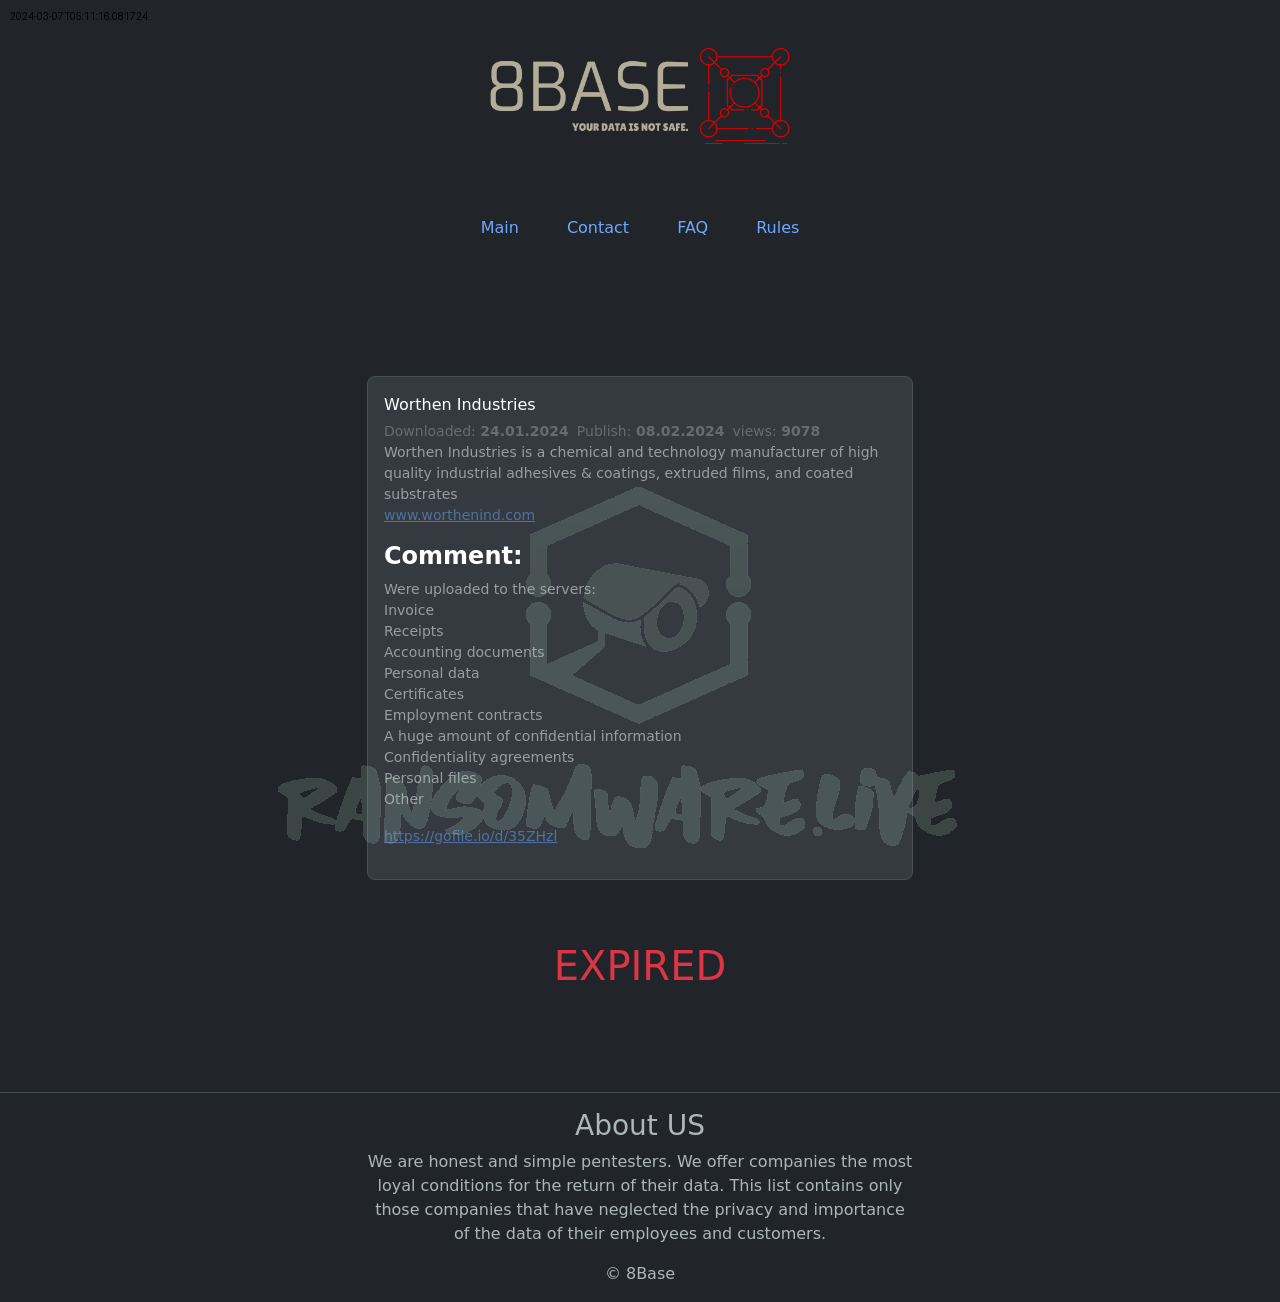 2024-03-07T05:11:16.081724
8BASE
YOUR DATA IS NOT SAFE.
Main Contact FAQ Rules
Worthen Industries
Downloaded: 24.01.2024 Publish: 08.02.2024 views: 9078
Worthen Industries is a chemical and technology manufacturer of high
quality industrial adhesives & coatings, extruded films, and coated
substrates
www.worthenind.com
Comment:
Were uploaded to the servers:
Invoice
Receipts
Accounting documents
Personal data
Certificates
Employment contracts
A huge amount of confidential information
Confidentiality agreements
Personal files
Other
RANSOMWARE.LIVE
https://gofile.io/d/35ZHzl
EXPIRED
About US
We are honest and simple pentesters. We offer companies the most
loyal conditions for the return of their data. This list contains only
those companies that have neglected the privacy and importance
of the data of their employees and customers.
© 8Base